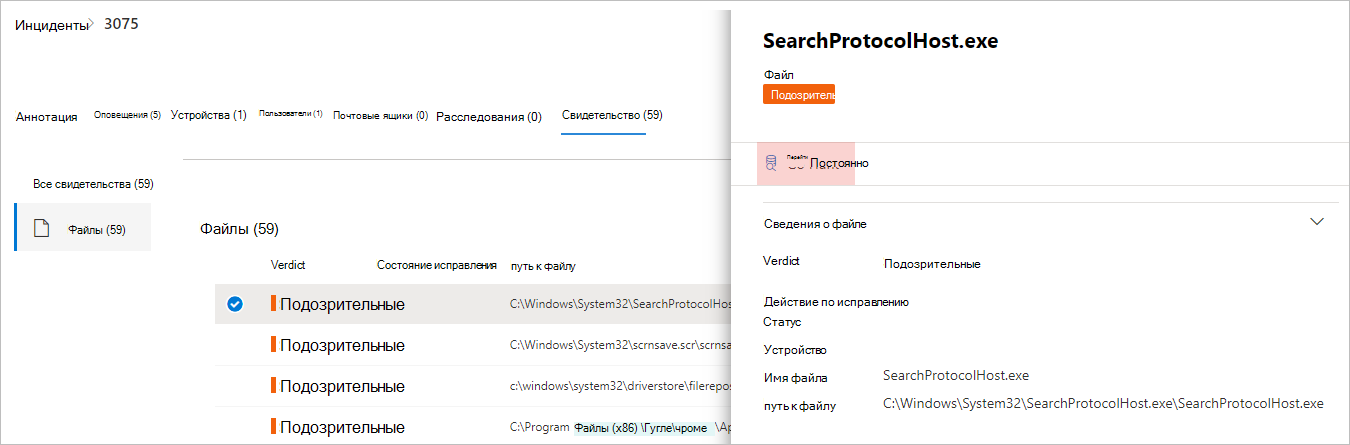 Инциденты 3075
Аннотация Оповещения (5) Устройства (1) Пользователи (1) Почтовые ящики (0) Расследования (0) Свидетельство (59)
Все свидетельства (59)
Файлы (59)
Файлы (59)
Verdict Состояние исправления путь к файлу
Подозрительные C:\Windows\System32\SearchProtocolHos
Подозрительные C:\Windows\System32\scrnsave.scr\scrnsa
Подозрительные c:\windows\system32\driverstore\filerepos
Подозрительные C:\Program Файлы (x86) \Гугле\чроме \Ap
SearchProtocolHost.exe
Файл
Подозритель
Перейти Постоянно
Сведения о файле
Verdict Подозрительные
Действие по исправлению
Статус
Устройство
Имя файла SearchProtocolHost.exe
путь к файлу C:\Windows\System32\SearchProtocolHost.exe\SearchProtocolHost.exe